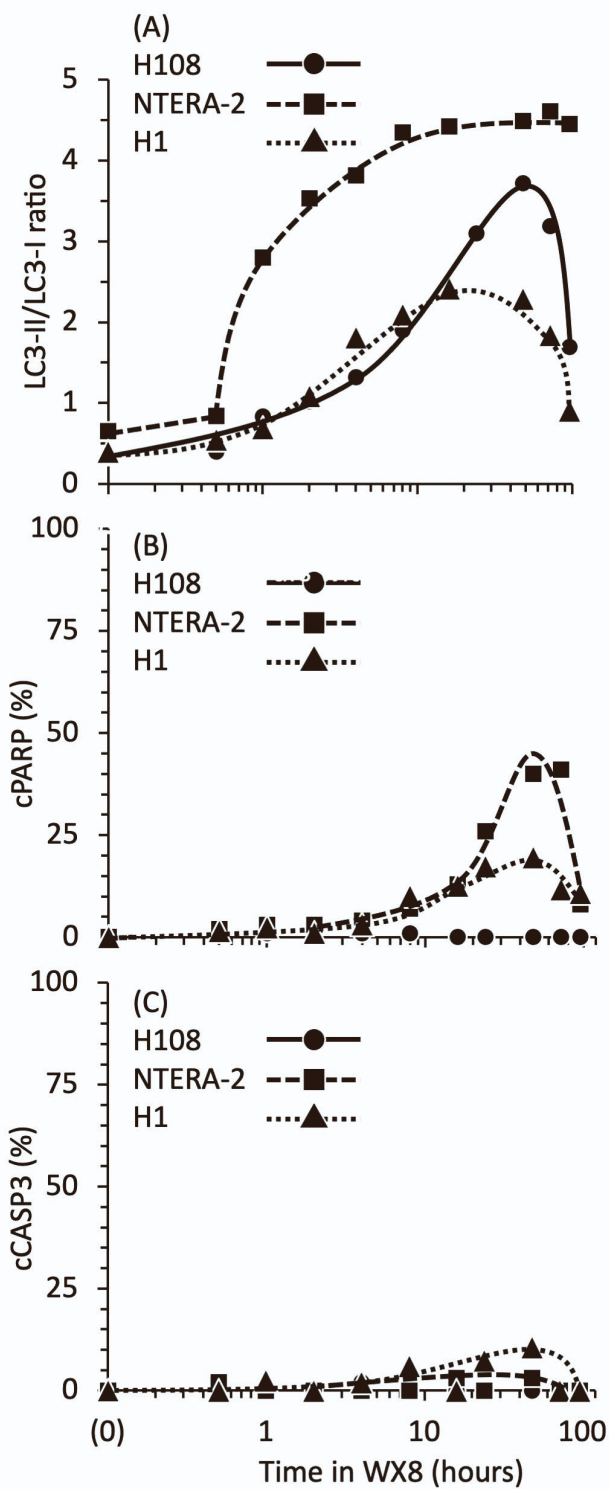 (A)
H108
NTERA-2
H1
5
4
3
2
1
0
LC3-II/LC3-I ratio
(B)
H108
NTERA-2
H1
100
75
50
25
0
cPARP (%)
(C)
H108
NTERA-2
H1
100
75
50
25
0
cCASP3 (%)
(0) 1 10 100
Time in WX8 (hours)